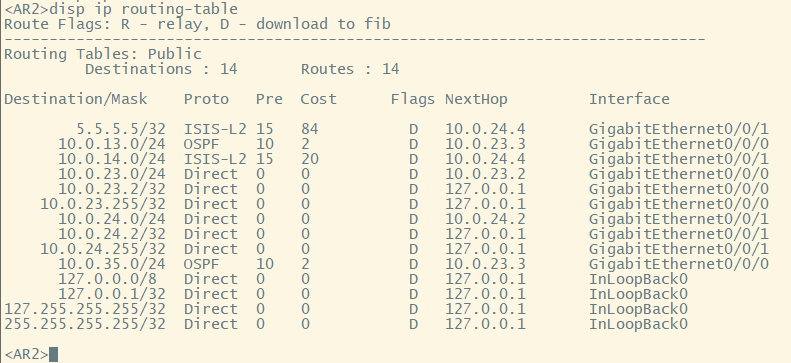 <AR2>disp ip routing-table
Route Flags: R - relay, D - download to fib
------------------------------------------------------------------------------
Routing Tables: Public
         Destinations : 14       Routes : 14

Destination/Mask    Proto   Pre  Cost      Flags NextHop         Interface

        5.5.5.5/32  ISIS-L2 15   84          D   10.0.24.4       GigabitEthernet0/0/1
      10.0.13.0/24  OSPF    10   2           D   10.0.23.3       GigabitEthernet0/0/0
      10.0.14.0/24  ISIS-L2 15   20          D   10.0.24.4       GigabitEthernet0/0/1
      10.0.23.0/24  Direct  0    0           D   10.0.23.2       GigabitEthernet0/0/0
      10.0.23.2/32  Direct  0    0           D   127.0.0.1       GigabitEthernet0/0/0
    10.0.23.255/32  Direct  0    0           D   127.0.0.1       GigabitEthernet0/0/0
      10.0.24.0/24  Direct  0    0           D   10.0.24.2       GigabitEthernet0/0/1
      10.0.24.2/32  Direct  0    0           D   127.0.0.1       GigabitEthernet0/0/1
    10.0.24.255/32  Direct  0    0           D   127.0.0.1       GigabitEthernet0/0/1
      10.0.35.0/24  OSPF    10   2           D   10.0.23.3       GigabitEthernet0/0/0
      127.0.0.0/8   Direct  0    0           D   127.0.0.1       InLoopBack0
      127.0.0.1/32  Direct  0    0           D   127.0.0.1       InLoopBack0
127.255.255.255/32  Direct  0    0           D   127.0.0.1       InLoopBack0
255.255.255.255/32  Direct  0    0           D   127.0.0.1       InLoopBack0

<AR2>